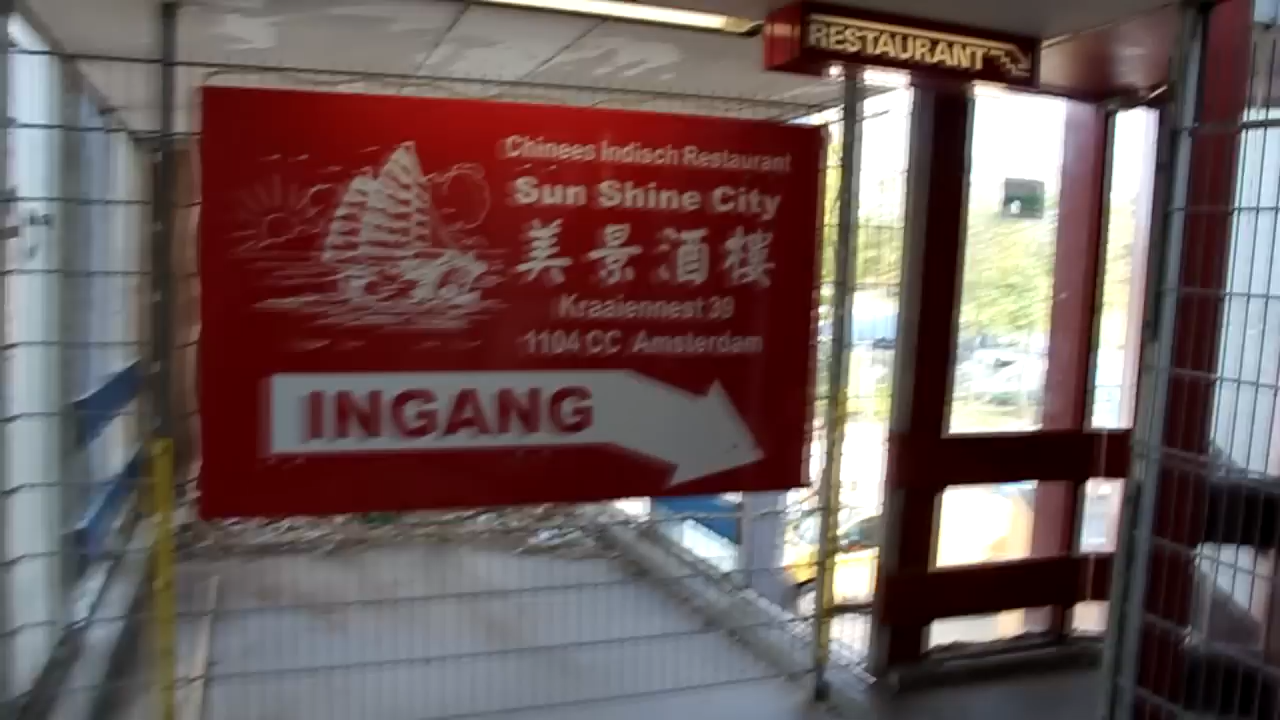 RESTAURANT
Chinees Indisch Restaurant
Sun Shine City
美景酒樓
Kraaiennest 39
1104 CC Amsterdam
INGANG